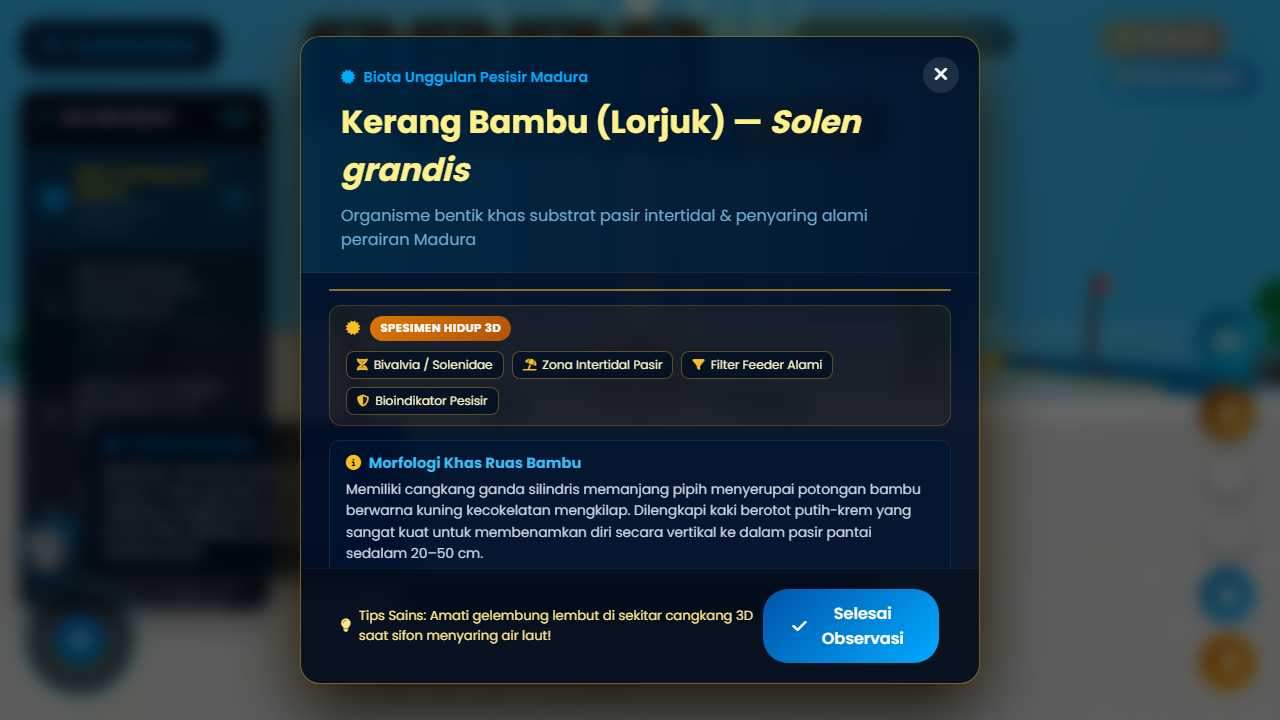 Biota Unggulan Pesisir Madura
Kerang Bambu (Lorjuk) — Solen
grandis
Organisme bentik khas substrat pasir intertidal & penyaring alami
perairan Madura
SPESIMEN HIDUP 3D
Bivalvia / Solenidae
Zona Intertidal Pasir
Filter Feeder Alami
Bioindikator Pesisir
Morfologi Khas Ruas Bambu
Memiliki cangkang ganda silindris memanjang pipih menyerupai potongan bambu
berwarna kuning kecokelatan mengkilap. Dilengkapi kaki berotot putih-krem yang
sangat kuat untuk membenamkan diri secara vertikal ke dalam pasir pantai
sedalam 20–50 cm.
Tips Sains: Amati gelembung lembut di sekitar cangkang 3D
saat sifon menyaring air laut!
Selesai
Observasi